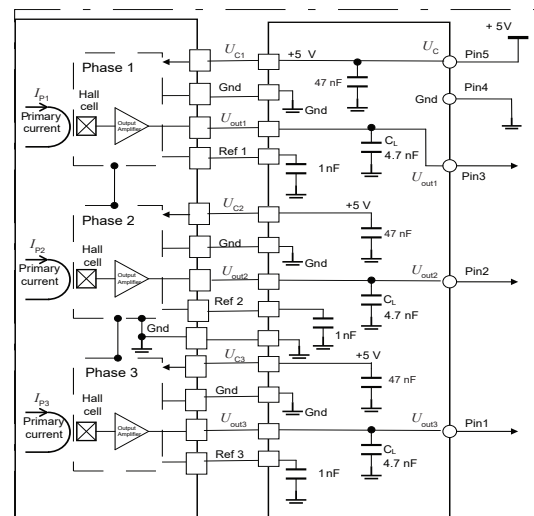 + 5V
U_C1
+5 V
U_C
Pin5
Phase 1
47 nF
Pin4
Gnd
I_P1
Hall
cell
Gnd
Gnd
Primary
current
Output
Amplifier
U_out1
C_L
4.7 nF
Ref 1
1nF
U_out1
Pin3
U_C2
+5 V
Phase 2
47 nF
Gnd
I_P2
Hall
cell
Gnd
Primary
current
Output
Amplifier
U_out2
U_out2
Pin2
Ref 2
C_L
4.7 nF
Gnd
1nF
U_C3
+5 V
Phase 3
47 nF
Gnd
I_P3
Hall
cell
Gnd
Primary
current
Output
Amplifier
U_out3
U_out3
Pin1
C_L
4.7 nF
Ref 3
1nF